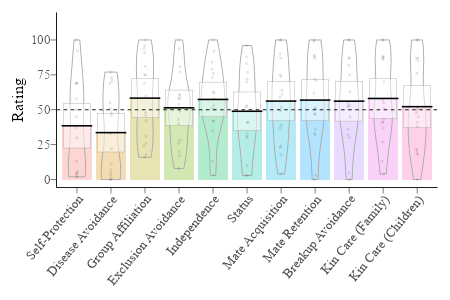 Rating
100
75
50
25
0
Self-Protection
Disease Avoidance
Group Affiliation
Exclusion Avoidance
Independence
Status
Mate Acquisition
Mate Retention
Breakup Avoidance
Kin Care (Family)
Kin Care (Children)